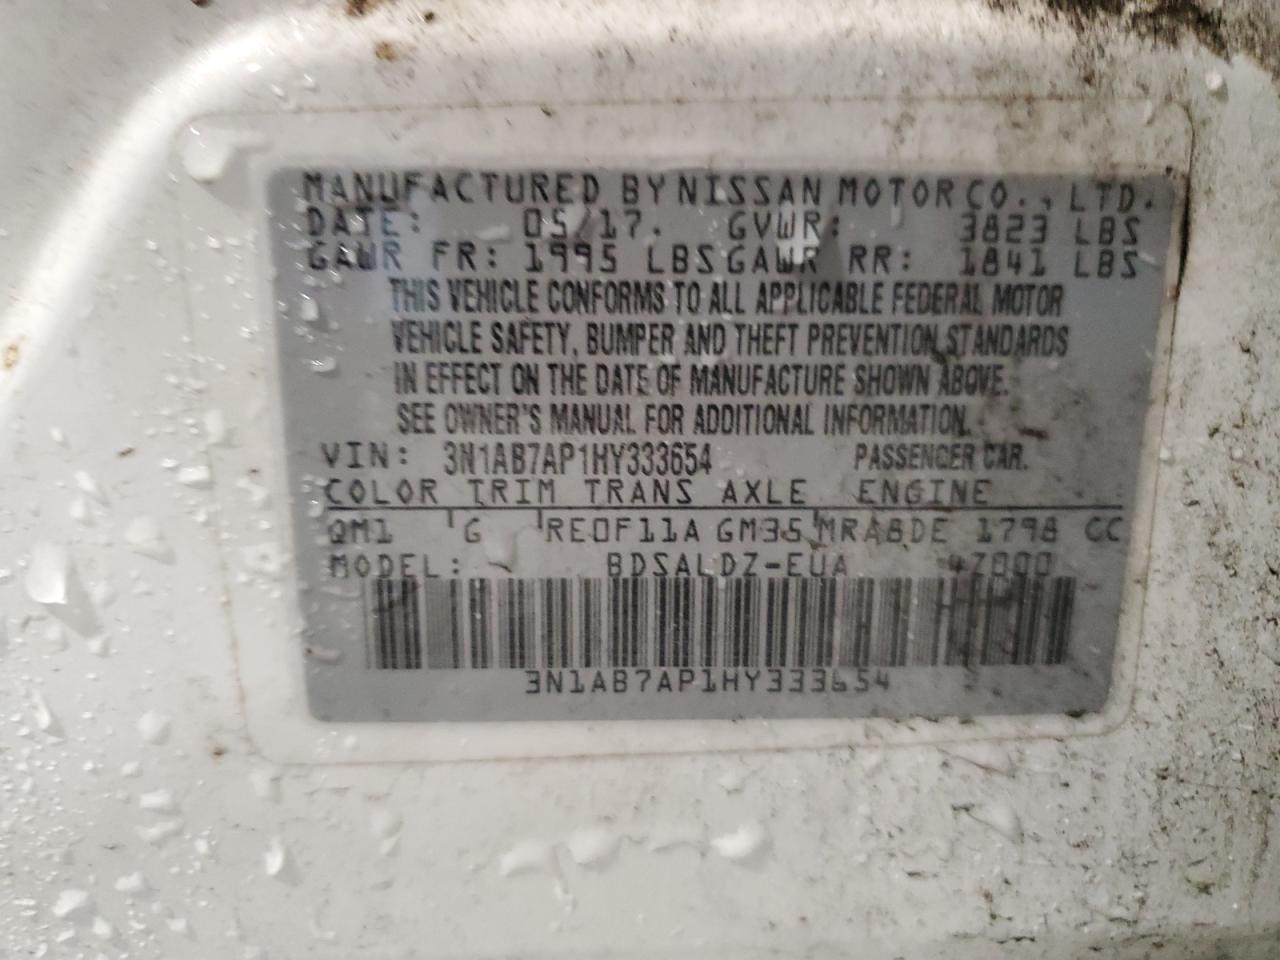 MANUFACTURED BY NISSAN MOTOR CO., LTD.
DATE: 05/17. GVWR: 3823 LBS
GAWR FR: 1995 LBS GAWR RR: 1841 LBS
THIS VEHICLE CONFORMS TO ALL APPLICABLE FEDERAL MOTOR
VEHICLE SAFETY, BUMPER AND THEFT PREVENTION STANDARDS
IN EFFECT ON THE DATE OF MANUFACTURE SHOWN ABOVE.
SEE OWNER'S MANUAL FOR ADDITIONAL INFORMATION.
VIN: 3N1AB7AP1HY333654 PASSENGER CAR.
COLOR TRIM TRANS AXLE ENGINE
QM1 G RE0F11A GM35 MRA8DE 1798 CC
MODEL: BDSALDZ-EUA
3N1AB7AP1HY333654